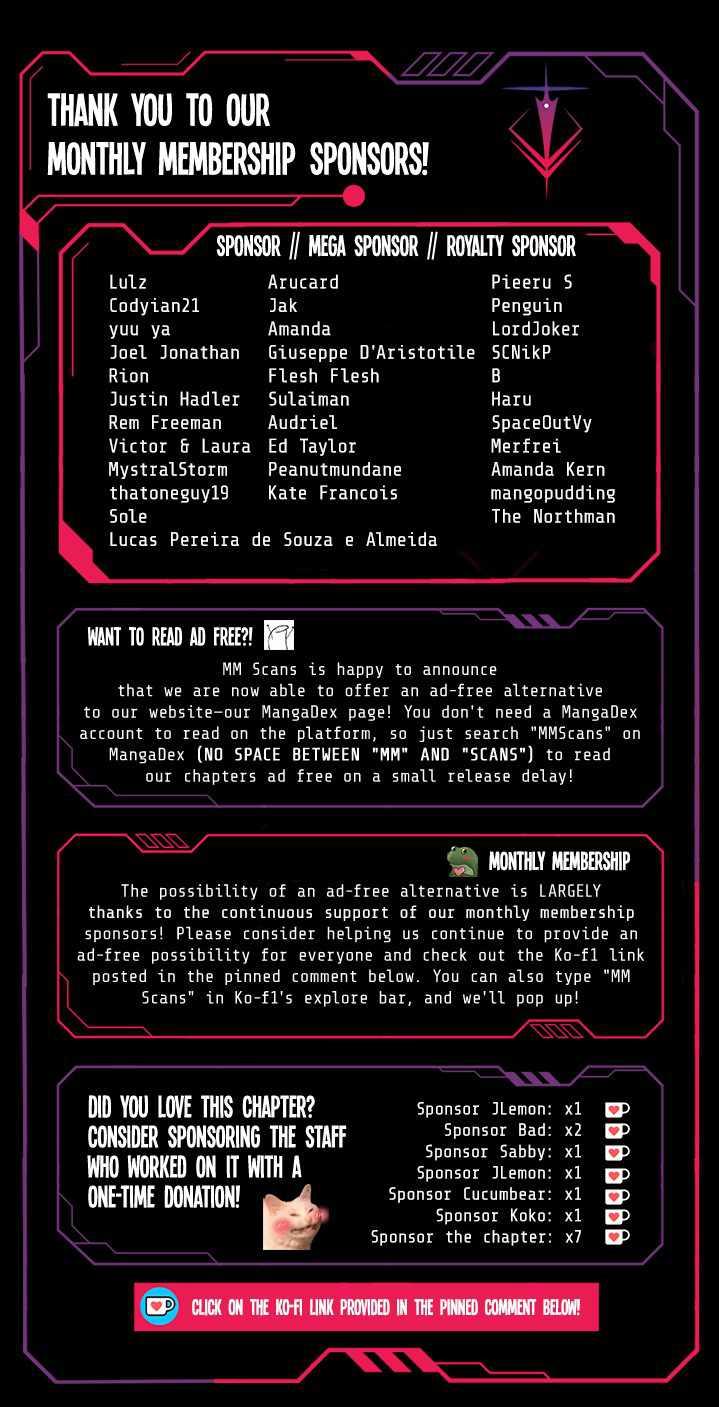 THANK YOU TO OUR
MONTHLY MEMBERSHIP SPONSORS!
SPONSOR // MEGA SPONSOR // ROYALTY SPONSOR
Lulz Arucard Pieeru S
Codyian21 Jak Penguin
yuu ya Amanda LordJoker
Joel Jonathan Giuseppe D'Aristotile SCNikP
Rion Flesh Flesh B
Justin Hadler Sulaiman Haru
Rem Freeman Audriel SpaceOutVy
Victor & Laura Ed Taylor Merfrei
MystralStorm Peanutmundane Amanda Kern
thatoneguy19 Kate Francois mangopudding
Sole The Northman
Lucas Pereira de Souza e Almeida
WANT TO READ AD FREE?!
MM Scans is happy to announce
that we are now able to offer an ad-free alternative
to our website—our MangaDex page! You don't need a MangaDex
account to read on the platform, so just search "MMScans" on
MangaDex (NO SPACE BETWEEN "MM" AND "SCANS") to read
our chapters ad free on a small release delay!
MONTHLY MEMBERSHIP
The possibility of an ad-free alternative is LARGELY
thanks to the continuous support of our monthly membership
sponsors! Please consider helping us continue to provide an
ad-free possibility for everyone and check out the Ko-f1 link
posted in the pinned comment below. You can also type "MM
Scans" in Ko-f1's explore bar, and we'll pop up!
DID YOU LOVE THIS CHAPTER?
CONSIDER SPONSORING THE STAFF
WHO WORKED ON IT WITH A
ONE-TIME DONATION!
Sponsor JLemon: x1
Sponsor Bad: x2
Sponsor Sabby: x1
Sponsor JLemon: x1
Sponsor Cucumbear: x1
Sponsor Koko: x1
Sponsor the chapter: x7
CLICK ON THE KO-FI LINK PROVIDED IN THE PINNED COMMENT BELOW!